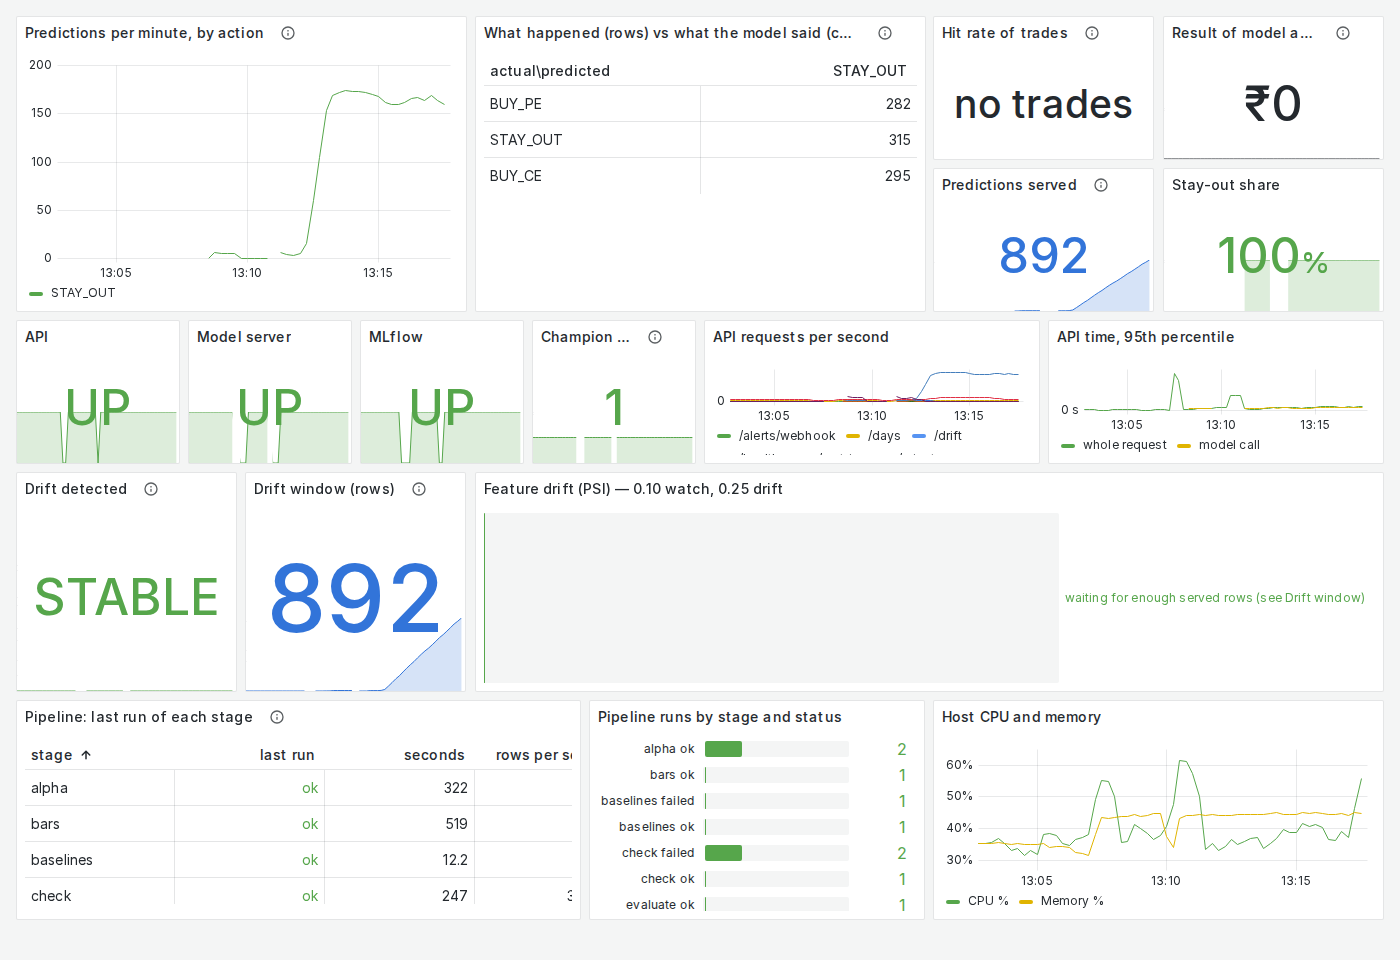 Predictions per minute, by action
200
150
100
50
0
13:05
13:10
13:15
STAY_OUT
What happened (rows) vs what the model said (c...
actual\predicted
STAY_OUT
BUY_PE
282
STAY_OUT
315
BUY_CE
295
Hit rate of trades
no trades
Result of model a...
₹0
Predictions served
892
Stay-out share
100%
API
UP
Model server
UP
MLflow
UP
Champion ...
1
API requests per second
0
13:05
13:10
13:15
/alerts/webhook
/days
/drift
API time, 95th percentile
0 s
13:05
13:10
13:15
whole request
model call
Drift detected
STABLE
Drift window (rows)
892
Feature drift (PSI) — 0.10 watch, 0.25 drift
waiting for enough served rows (see Drift window)
Pipeline: last run of each stage
stage
last run
seconds
rows per se
alpha
ok
322
bars
ok
519
baselines
ok
12.2
check
ok
247
3
Pipeline runs by stage and status
alpha ok
2
bars ok
1
baselines failed
1
baselines ok
1
check failed
2
check ok
1
evaluate ok
1
Host CPU and memory
60%
50%
40%
30%
13:05
13:10
13:15
CPU %
Memory %